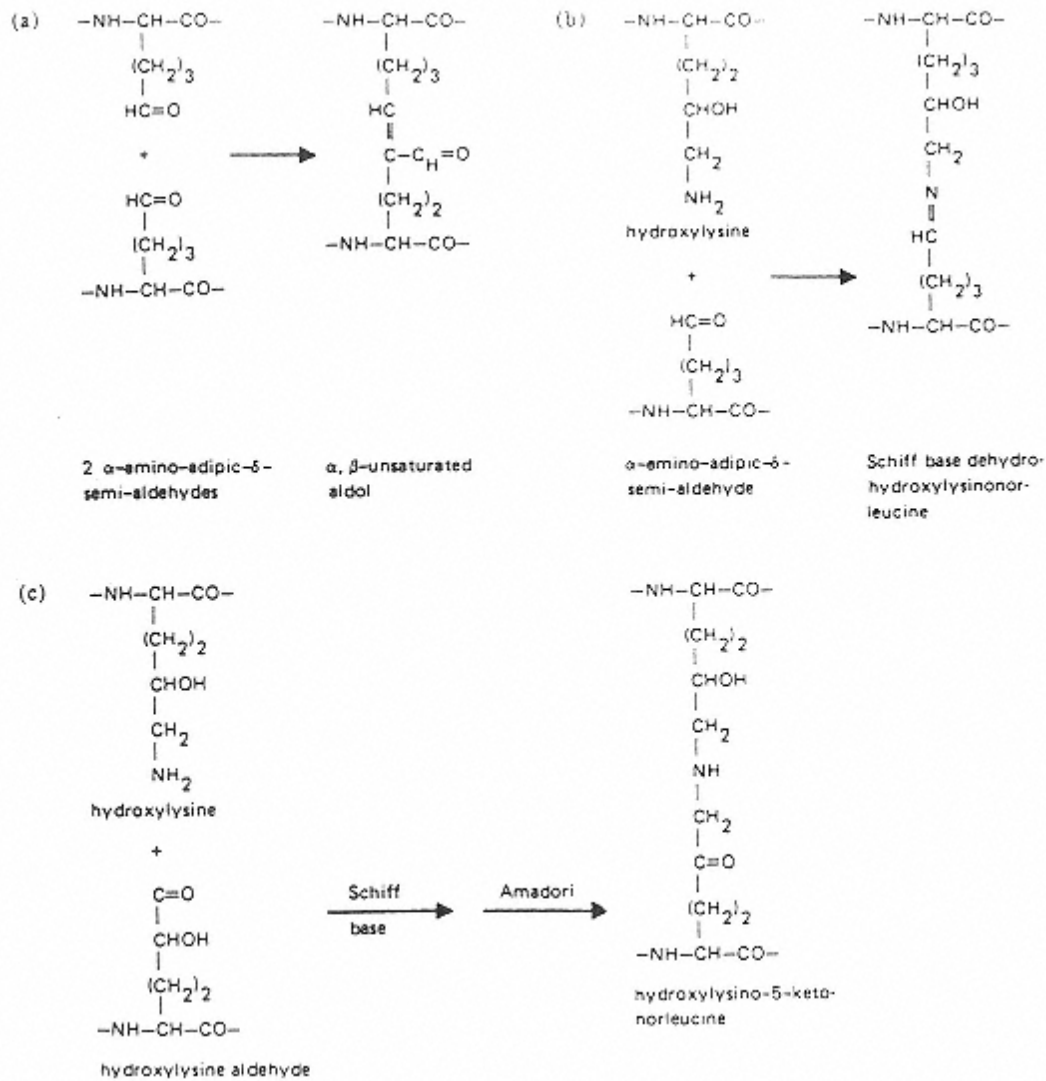 (a)
–NH–CH–CO–
(CH2)3
HC=O
+
HC=O
(CH2)3
–NH–CH–CO–
2 α-amino-adipic-δ-
semi-aldehydes
–NH–CH–CO–
(CH2)3
HC
C–CH=O
(CH2)2
–NH–CH–CO–
α, β-unsaturated
aldol
(b)
–NH–CH–CO–
(CH2)2
CHOH
CH2
NH2
hydroxylysine
+
HC=O
(CH2)3
–NH–CH–CO–
α-amino-adipic-δ-
semi-aldehyde
–NH–CH–CO–
(CH2)3
CHOH
CH2
N
HC
(CH2)3
–NH–CH–CO–
Schiff base dehydro-
hydroxylysinonor-
leucine
(c)
–NH–CH–CO–
(CH2)2
CHOH
CH2
NH2
hydroxylysine
+
C=O
CHOH
(CH2)2
–NH–CH–CO–
hydroxylysine aldehyde
Schiff
base
Amadori
–NH–CH–CO–
(CH2)2
CHOH
CH2
NH
CH2
C=O
(CH2)2
–NH–CH–CO–
hydroxylysino-5-keto-
norleucine